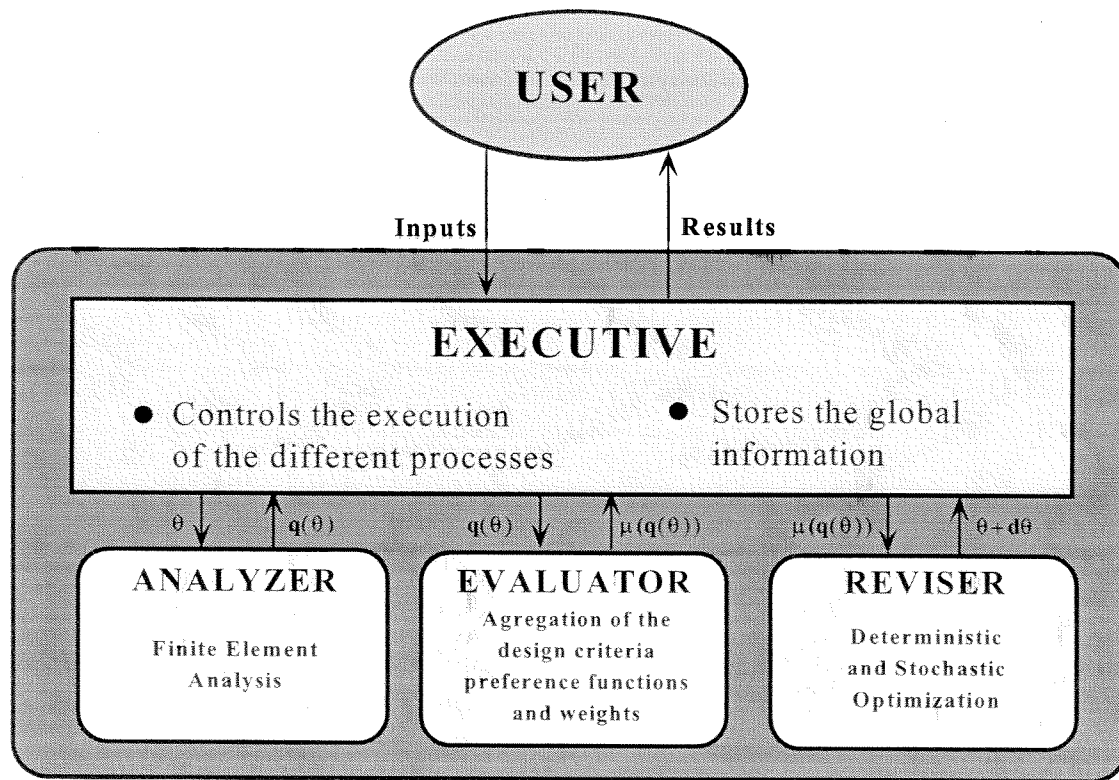 USER
Inputs
Results
EXECUTIVE
● Controls the execution
of the different processes
● Stores the global
information
θ
q(θ)
q(θ)
μ(q(θ))
μ(q(θ))
θ+dθ
ANALYZER
Finite Element
Analysis
EVALUATOR
Agregation of the
design criteria
preference functions
and weights
REVISER
Deterministic
and Stochastic
Optimization